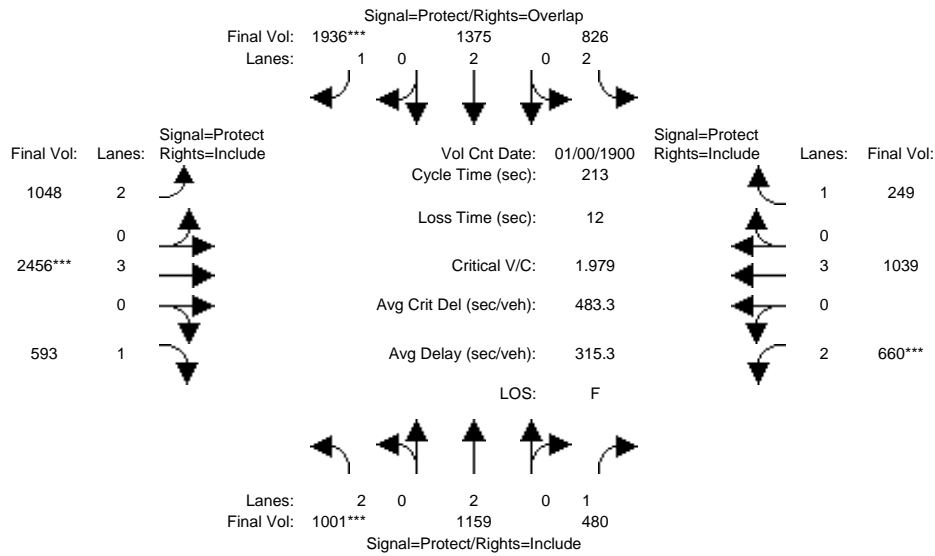 Signal=Protect/Rights=Overlap
Final Vol: 1936*** 1375 826
Lanes: 1 0 2 0 2
Signal=Protect Signal=Protect
Final Vol: Lanes: Rights=Include Vol Cnt Date: 01/00/1900 Rights=Include Lanes: Final Vol:
Cycle Time (sec): 213
1048 2 1 249
Loss Time (sec): 12
0 0
2456*** 3 Critical V/C: 1.979 3 1039
0 Avg Crit Del (sec/veh): 483.3 0
593 1 Avg Delay (sec/veh): 315.3 2 660***
LOS: F
Lanes: 2 0 2 0 1
Final Vol: 1001*** 1159 480
Signal=Protect/Rights=Include